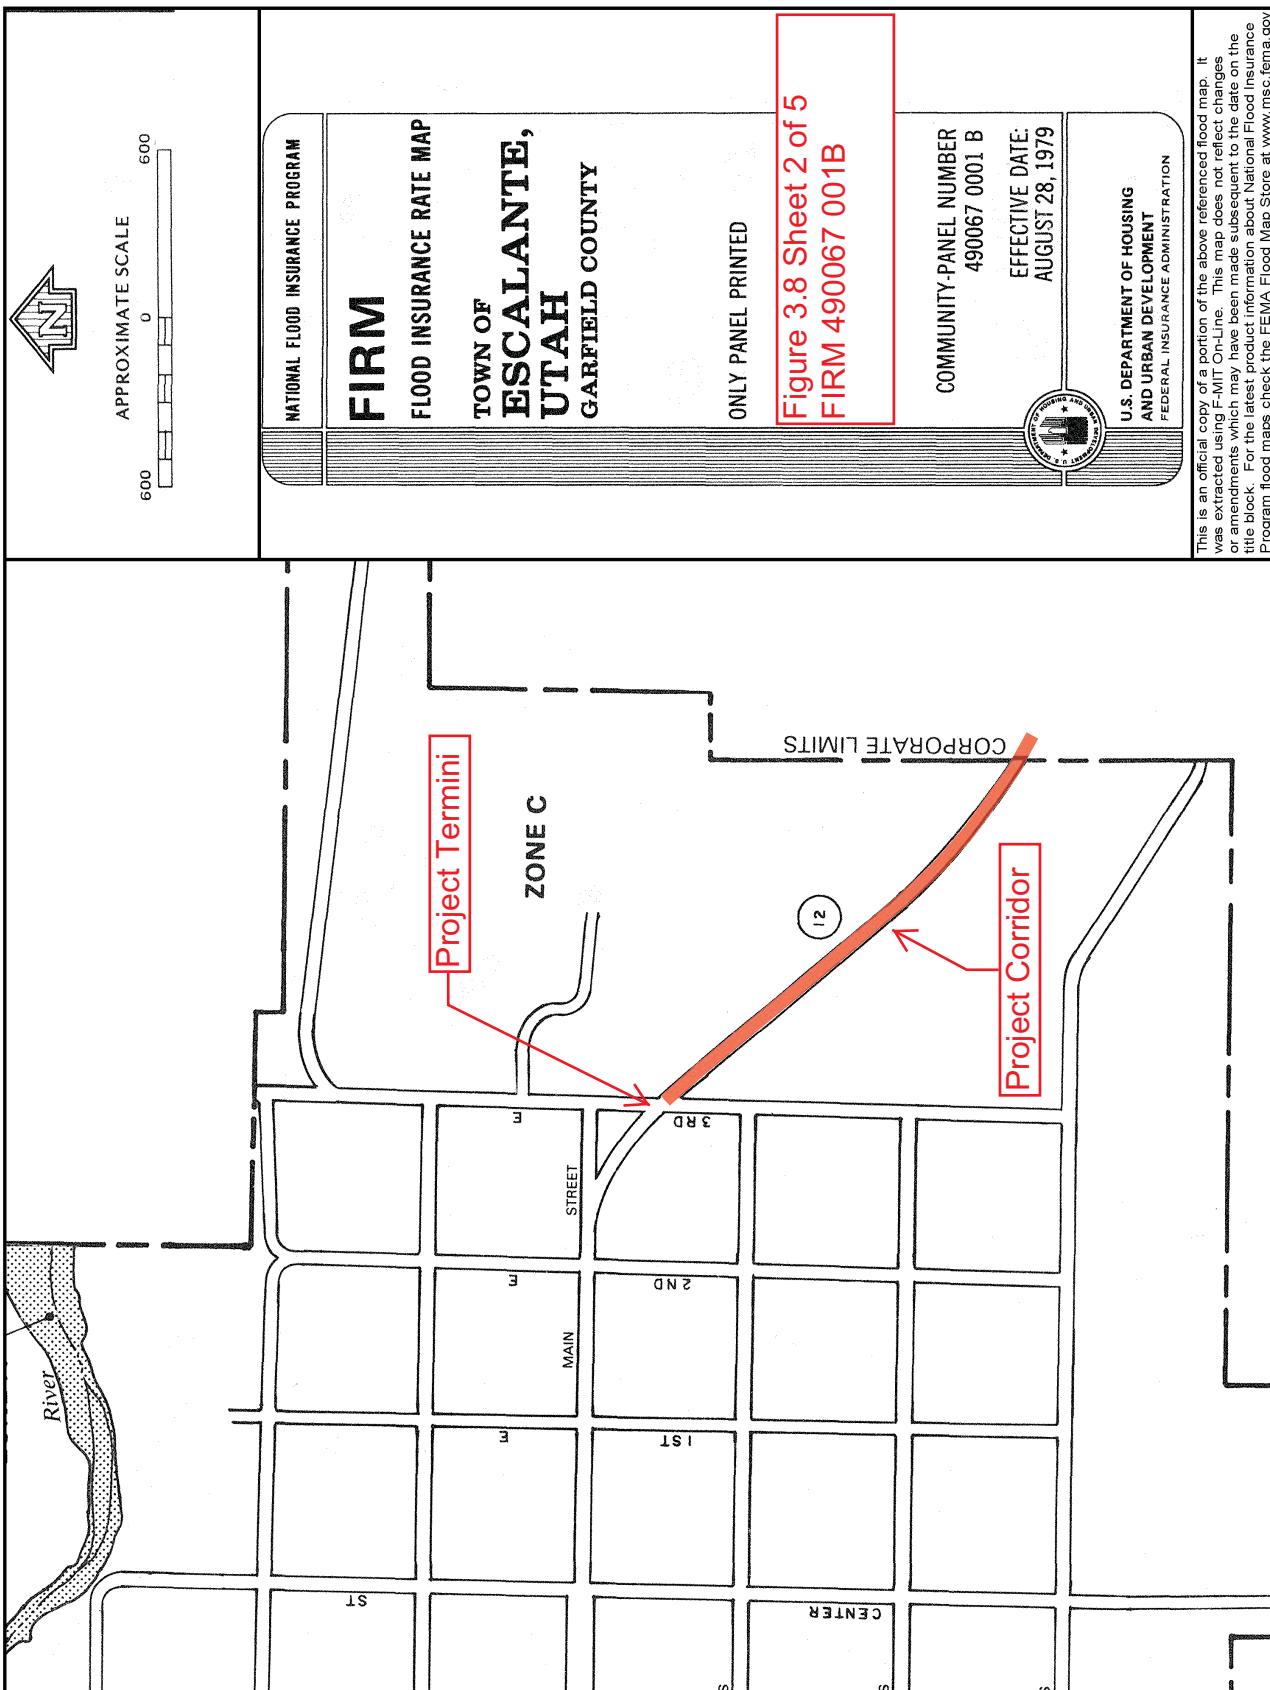 N
APPROXIMATE SCALE
600 0 600
NATIONAL FLOOD INSURANCE PROGRAM
FIRM
FLOOD INSURANCE RATE MAP
TOWN OF
ESCALANTE,
UTAH
GARFIELD COUNTY
ONLY PANEL PRINTED
Figure 3.8 Sheet 2 of 5
FIRM 490067 001B
COMMUNITY-PANEL NUMBER
490067 0001 B
EFFECTIVE DATE:
AUGUST 28, 1979
U.S. DEPARTMENT OF HOUSING
AND URBAN DEVELOPMENT
FEDERAL INSURANCE ADMINISTRATION
This is an official copy of a portion of the above referenced flood map. It
was extracted using F-MIT On-Line. This map does not reflect changes
or amendments which may have been made subsequent to the date on the
title block. For the latest product information about National Flood Insurance
Program flood maps check the FEMA Flood Map Store at www.msc.fema.gov
Project Termini
ZONE C
CORPORATE LIMITS
12
Project Corridor
River
MAIN
STREET
E
3RD
E
2ND
E
1ST
ST
CENTER
S
S
S